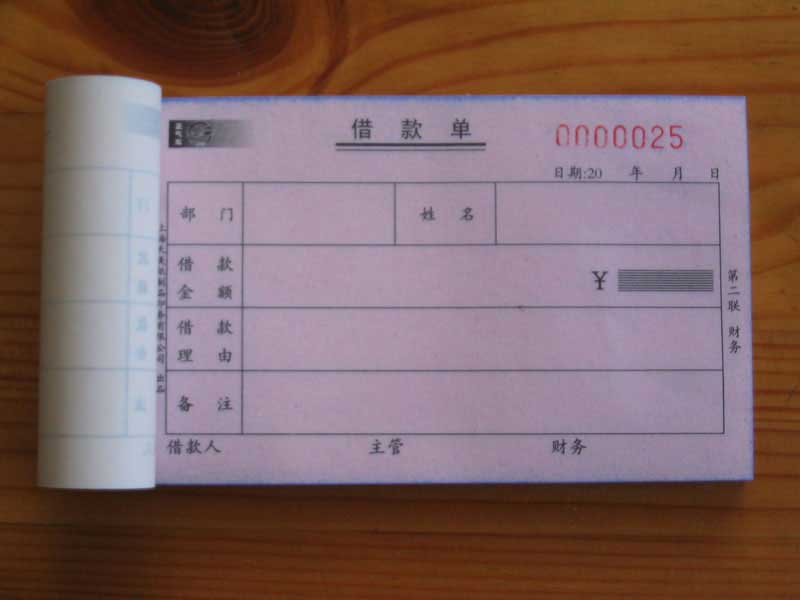 借款单
0000025
日期:20 年 月 日
部门 姓名
借款金额 ¥
借款理由
备注
借款人 主管 财务
第二联 财务